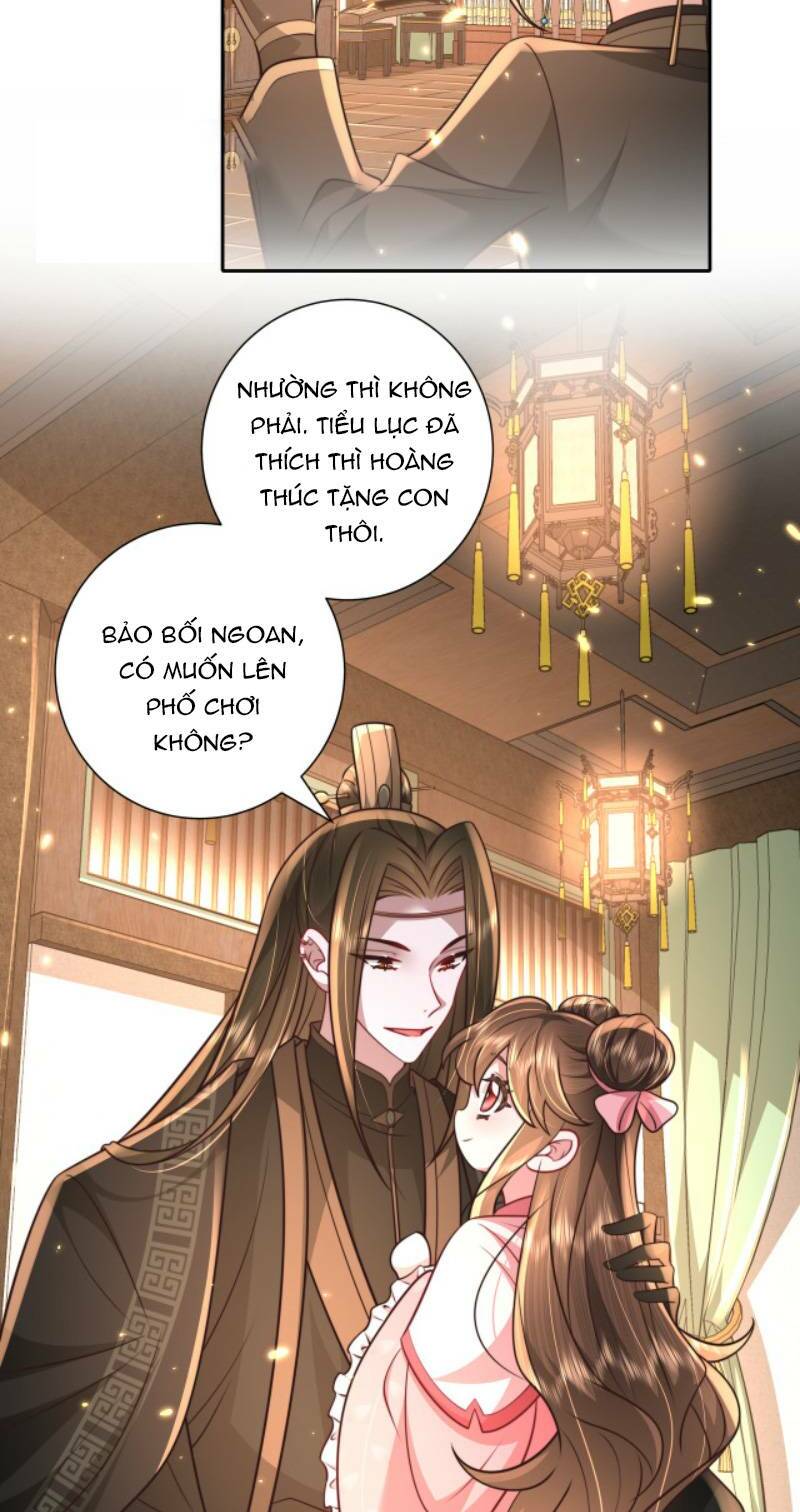 NHƯỜNG THÌ KHÔNG
PHẢI. TIỂU LỤC ĐÃ
THÍCH THÌ HOÀNG
THÚC TẶNG CON
THÔI.
BẢO BỐI NGOAN,
CÓ MUỐN LÊN
PHỐ CHƠI
KHÔNG?